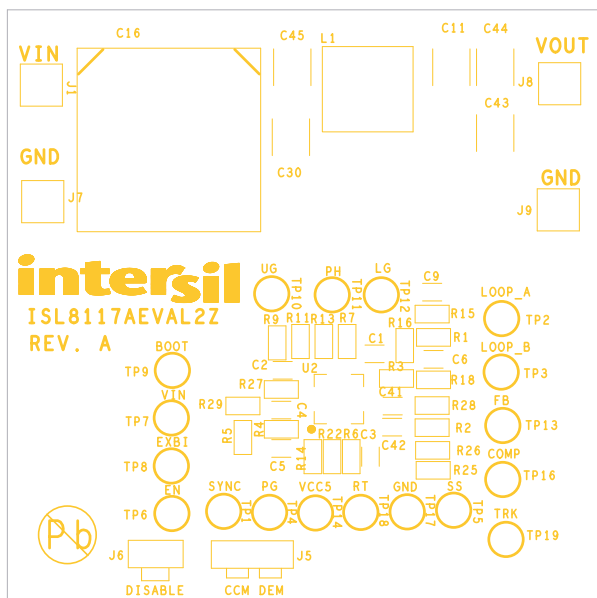 C16
C45
L1
C11
C44
VIN
VOUT
J1
J8
C43
GND
C30
GND
J7
J9
intersil
UG
PH
LG
C9
TP10
TP11
TP12
LOOP_A
ISL8117AEVAL2Z
R9
R11
R13
R7
R16
R15
TP2
REV. A
BOOT
C1
R1
LOOP_B
TP9
C2
U2
R3
C6
TP3
R18
VIN
R27
C41
FB
R29
C4
R28
TP7
R5
R4
R2
TP13
EXBI
R22
R6
C3
C42
TP8
C5
R14
R26
COMP
R25
TP16
EN
SYNC
PG
VCC5
RT
GND
SS
TRK
TP6
TP1
TP4
TP14
TP18
TP17
TP5
TP19
Pb
J6
J5
DISABLE
CCM DEM